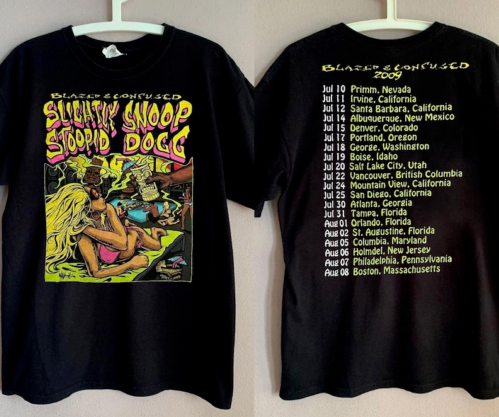 BLAZED & CONFUSED
SLIGHTLY SNOOP
STOOPID DOGG
BLAZED & CONFUSED
2009
Jul 10 Primm, Nevada
Jul 11 Irvine, California
Jul 12 Santa Barbara, California
Jul 14 Albuquerque, New Mexico
Jul 15 Denver, Colorado
Jul 17 Portland, Oregon
Jul 18 George, Washington
Jul 19 Boise, Idaho
Jul 20 Salt Lake City, Utah
Jul 22 Vancouver, British Columbia
Jul 24 Mountain View, California
Jul 25 San Diego, California
Jul 30 Atlanta, Georgia
Jul 31 Tampa, Florida
Aug 01 Orlando, Florida
Aug 02 St. Augustine, Florida
Aug 05 Columbia, Maryland
Aug 06 Holmdel, New Jersey
Aug 07 Philadelphia, Pennsylvania
Aug 08 Boston, Massachusetts